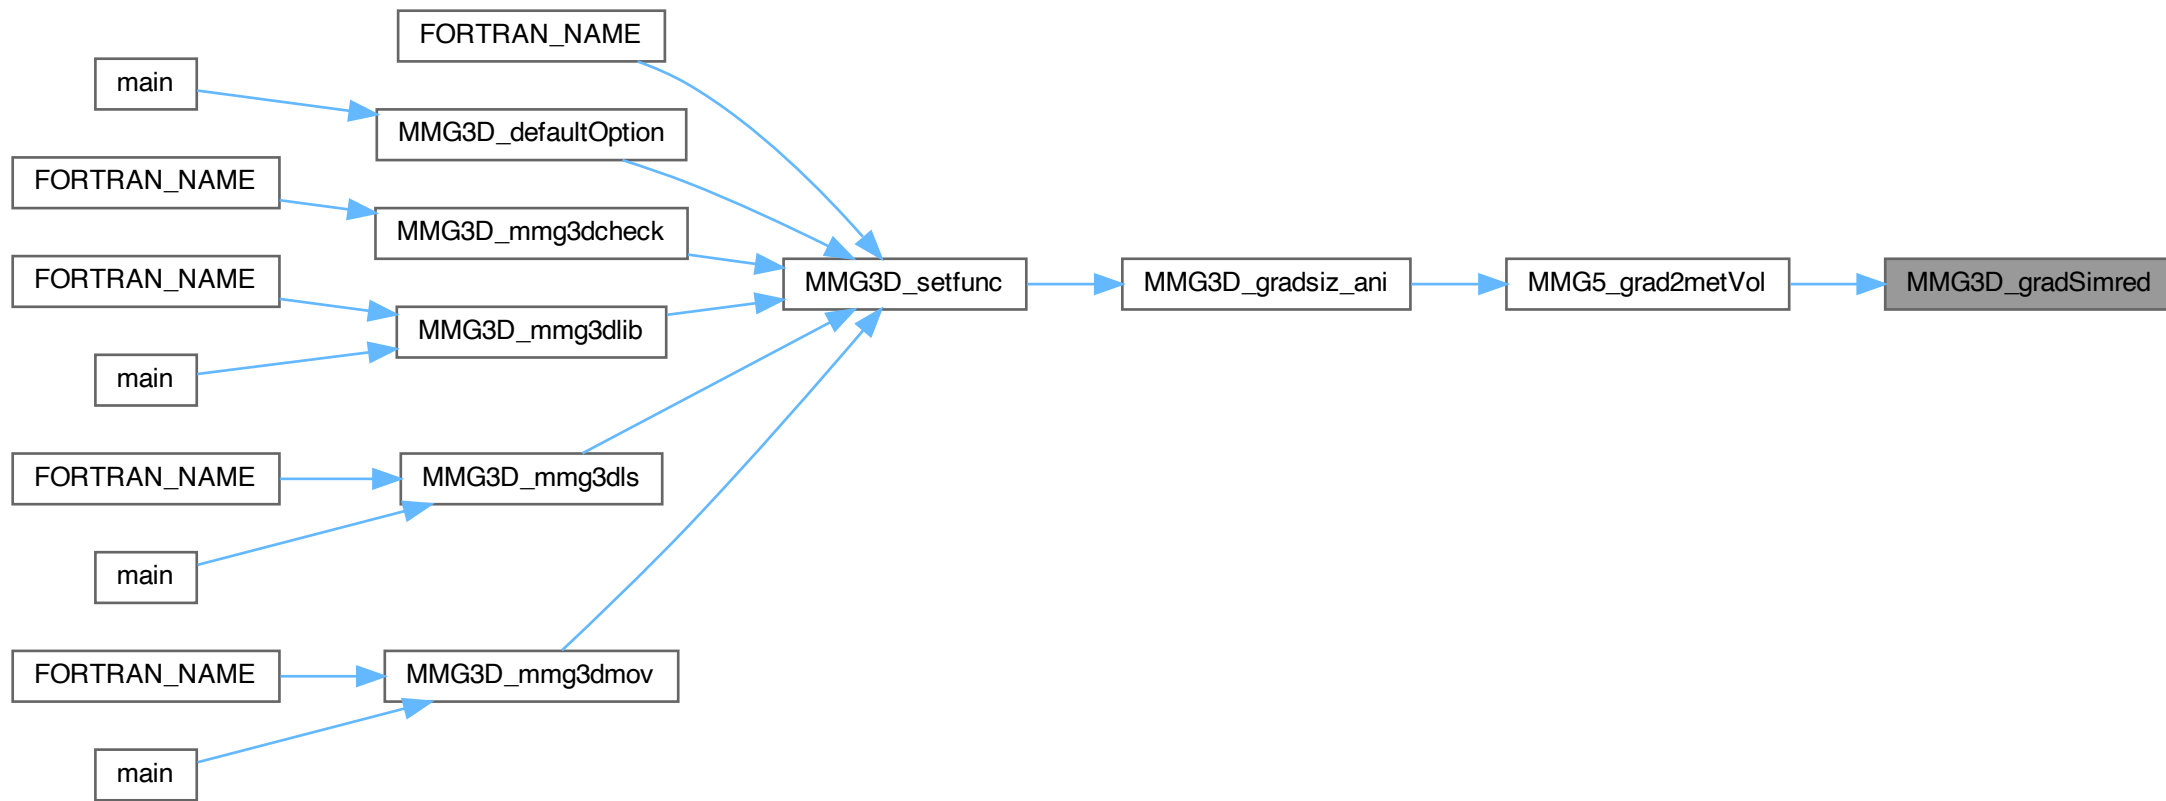 FORTRAN_NAME
main
MMG3D_defaultOption
FORTRAN_NAME
MMG3D_mmg3dcheck
FORTRAN_NAME
MMG3D_setfunc
MMG3D_gradsiz_ani
MMG5_grad2metVol
MMG3D_gradSimred
MMG3D_mmg3dlib
main
FORTRAN_NAME
MMG3D_mmg3dls
main
FORTRAN_NAME
MMG3D_mmg3dmov
main